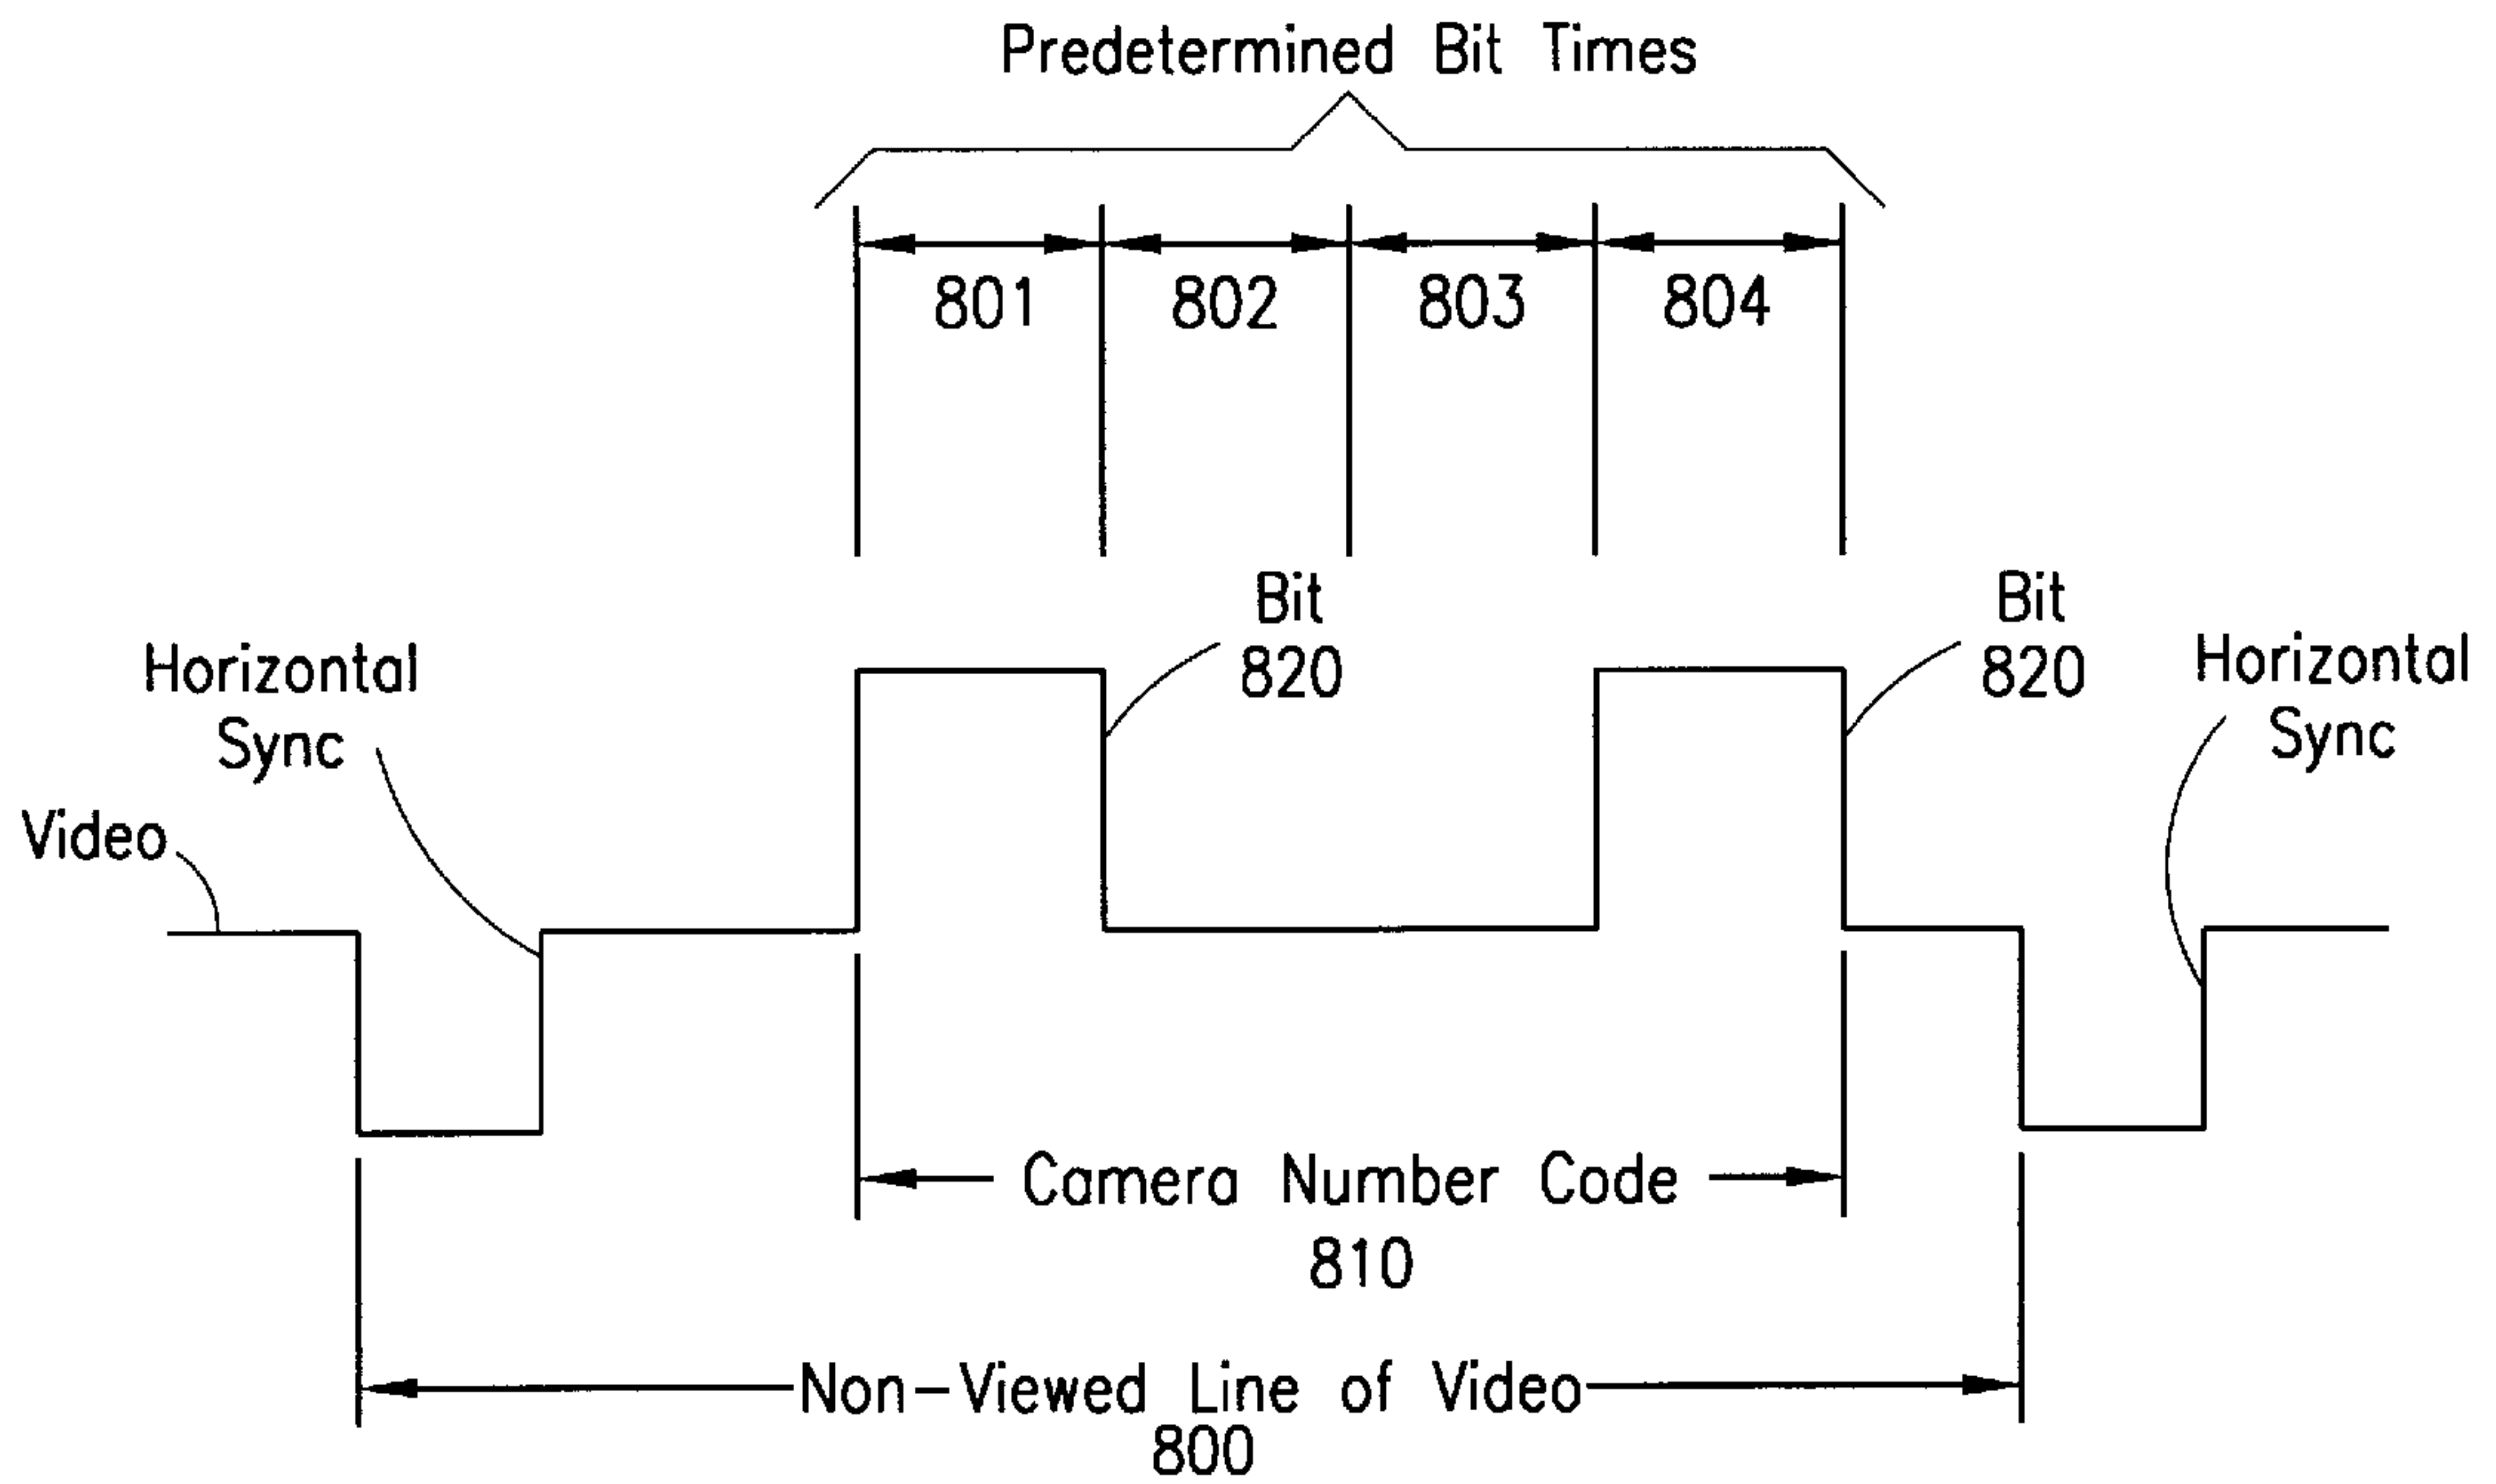 Predetermined Bit Times
801
802
803
804
Bit
820
Bit
820
Horizontal
Sync
Horizontal
Sync
Video
Camera Number Code
810
Non-Viewed Line of Video
800